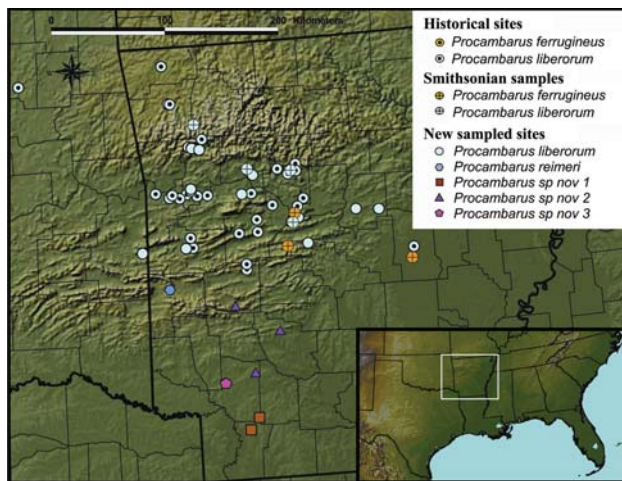 0 100 200 Kilometers
Historical sites
Procambarus ferrugineus
Procambarus liberorum
Smithsonian samples
Procambarus ferrugineus
Procambarus liberorum
New sampled sites
Procambarus liberorum
Procambarus reimeri
Procambarus sp nov 1
Procambarus sp nov 2
Procambarus sp nov 3